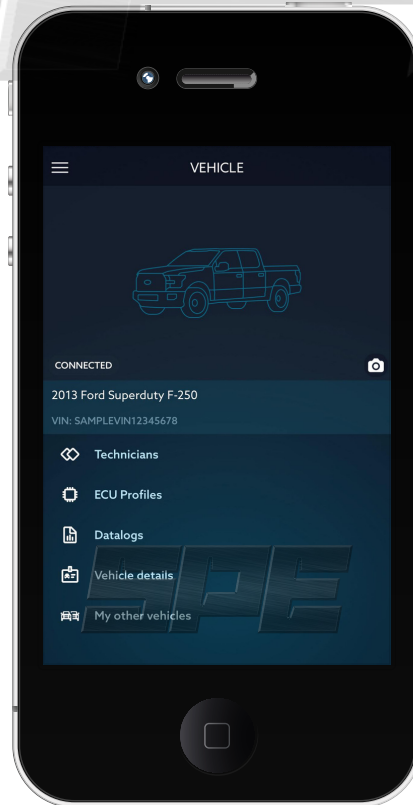 VEHICLE
CONNECTED
2013 Ford Superduty F-250
VIN: SAMPLEVIN12345678
Technicians
ECU Profiles
Datalogs
Vehicle details
My other vehicles
SPE